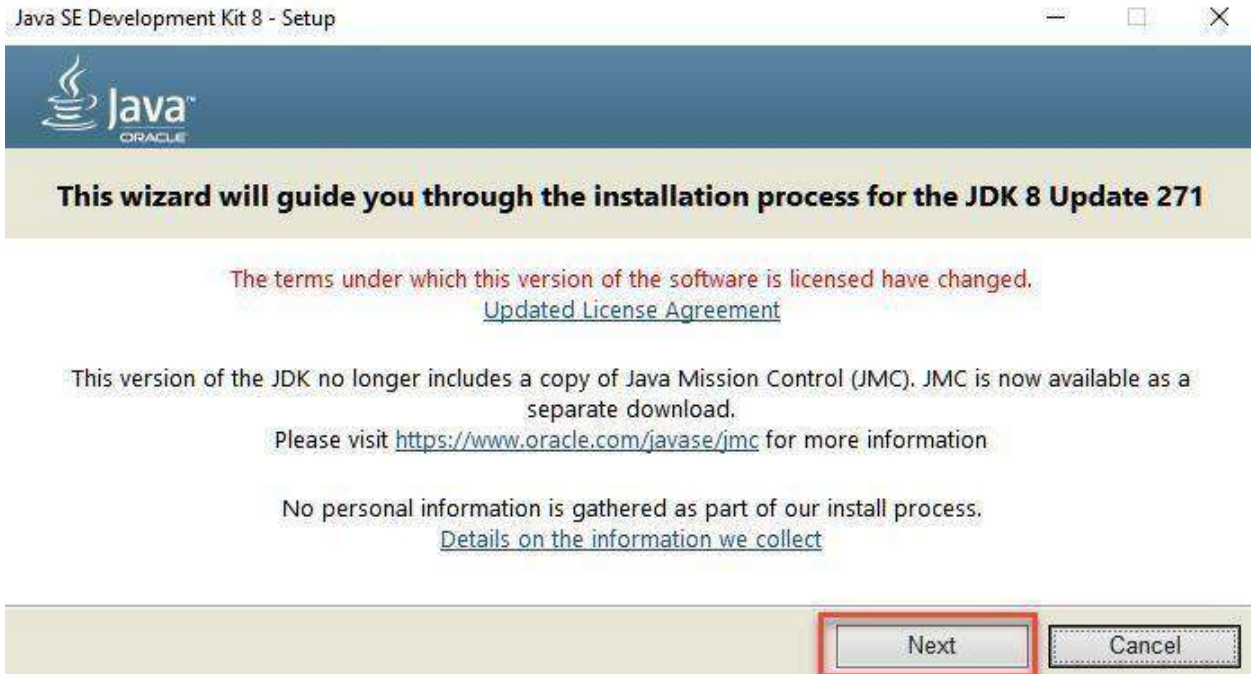 Java SE Development Kit 8 - Setup
Java™
ORACLE
This wizard will guide you through the installation process for the JDK 8 Update 271
The terms under which this version of the software is licensed have changed.
Updated License Agreement
This version of the JDK no longer includes a copy of Java Mission Control (JMC). JMC is now available as a
separate download.
Please visit https://www.oracle.com/javase/jmc for more information
No personal information is gathered as part of our install process.
Details on the information we collect
Next Cancel